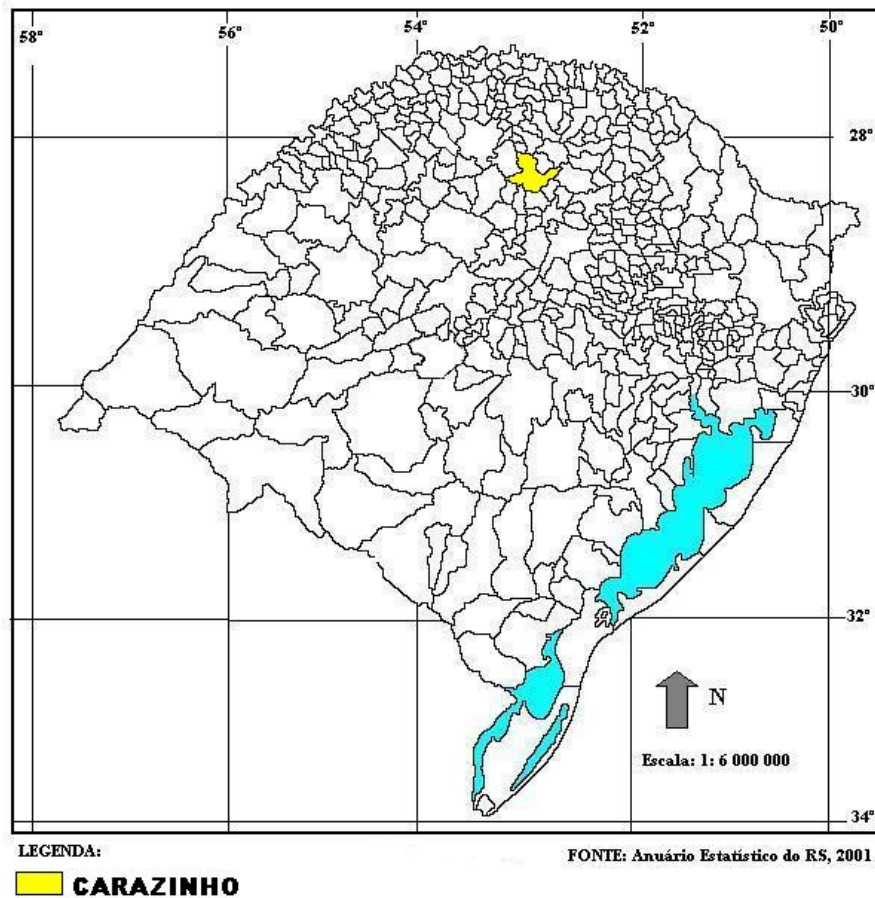 58° 56° 54° 52° 50°
28°
30°
32°
N
Escala: 1: 6 000 000
34°
LEGENDA:
FONTE: Anuário Estatístico do RS, 2001
CARAZINHO